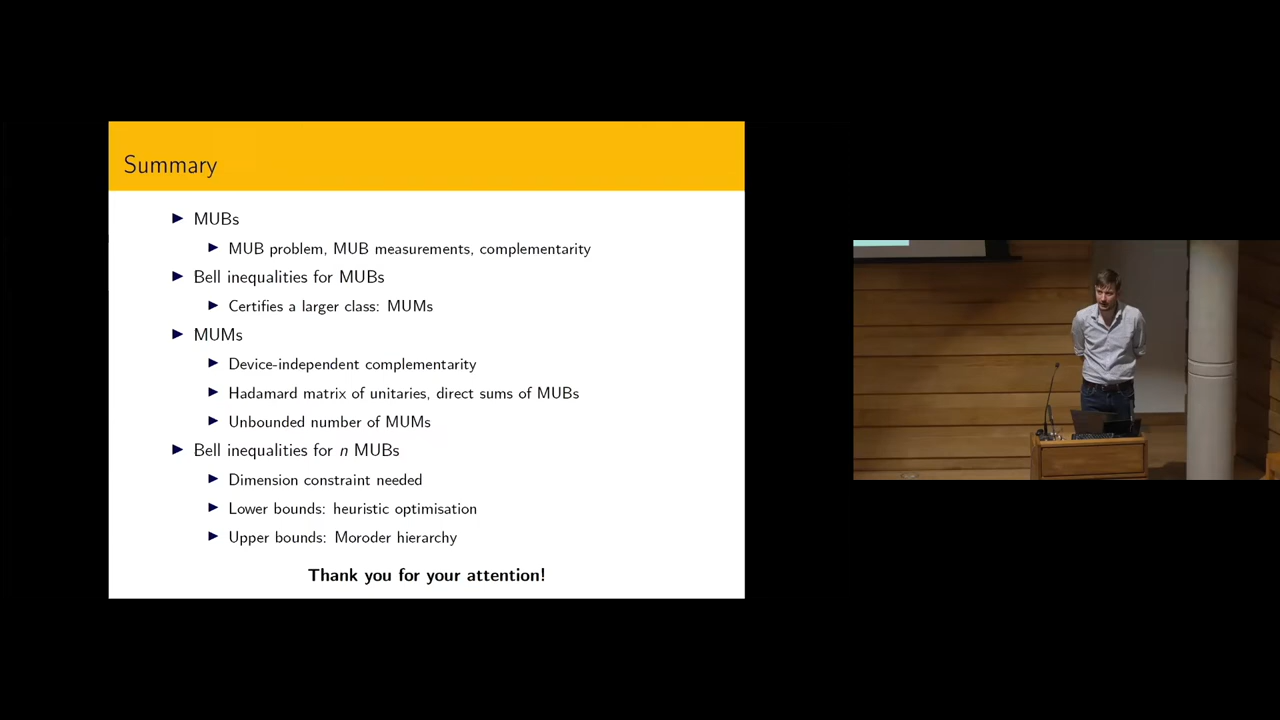 Summary
MUBs
MUB problem, MUB measurements, complementarity
Bell inequalities for MUBs
Certifies a larger class: MUMs
MUMs
Device-independent complementarity
Hadamard matrix of unitaries, direct sums of MUBs
Unbounded number of MUMs
Bell inequalities for n MUBs
Dimension constraint needed
Lower bounds: heuristic optimisation
Upper bounds: Moroder hierarchy
Thank you for your attention!